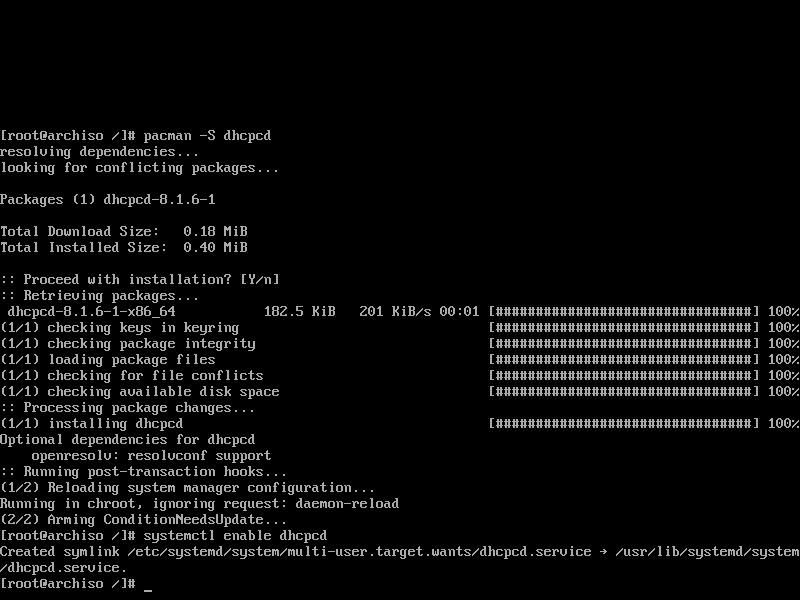 [root@archiso /]# pacman -S dhcpcd
resolving dependencies...
looking for conflicting packages...
Packages (1) dhcpcd-8.1.6-1
Total Download Size:   0.18 MiB
Total Installed Size:  0.40 MiB
:: Proceed with installation? [Y/n]
:: Retrieving packages...
 dhcpcd-8.1.6-1-x86_64           182.5 KiB   201 KiB/s 00:01 [################################] 100%
(1/1) checking keys in keyring                               [################################] 100%
(1/1) checking package integrity                             [################################] 100%
(1/1) loading package files                                  [################################] 100%
(1/1) checking for file conflicts                            [################################] 100%
(1/1) checking available disk space                          [################################] 100%
:: Processing package changes...
(1/1) installing dhcpcd                                      [################################] 100%
Optional dependencies for dhcpcd
    openresolv: resolvconf support
:: Running post-transaction hooks...
(1/2) Reloading system manager configuration...
Running in chroot, ignoring request: daemon-reload
(2/2) Arming ConditionNeedsUpdate...
[root@archiso /]# systemctl enable dhcpcd
Created symlink /etc/systemd/system/multi-user.target.wants/dhcpcd.service → /usr/lib/systemd/system
/dhcpcd.service.
[root@archiso /]# _